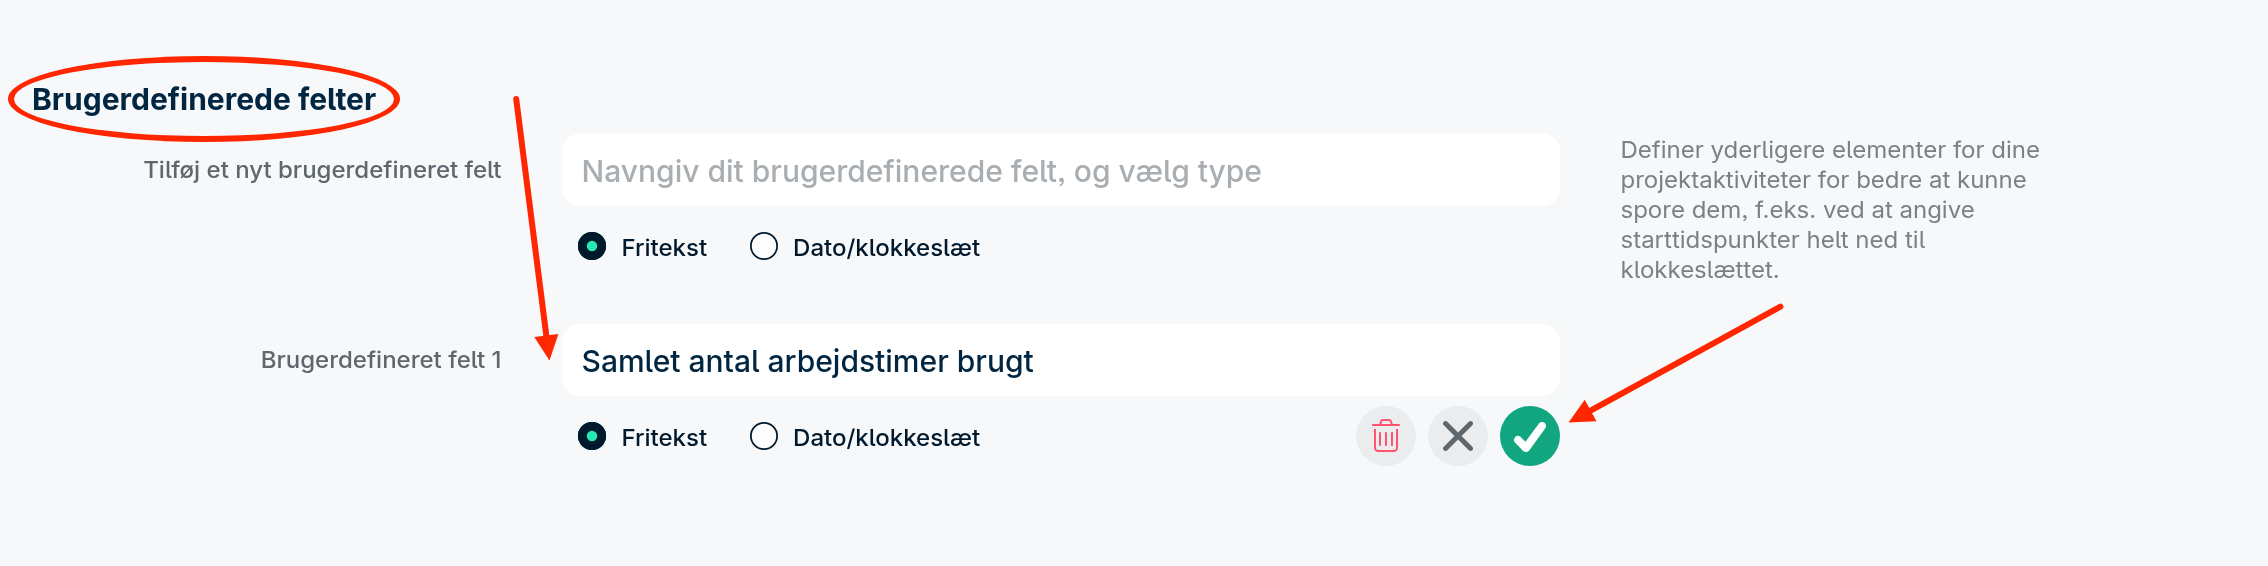 Brugerdefinerede felter
Tilføj et nyt brugerdefineret felt
Navngiv dit brugerdefinerede felt, og vælg type
Fritekst
Dato/klokkeslæt
Definer yderligere elementer for dine
projektaktiviteter for bedre at kunne
spore dem, f.eks. ved at angive
starttidspunkter helt ned til
klokkeslættet.
Brugerdefineret felt 1
Samlet antal arbejdstimer brugt
Fritekst
Dato/klokkeslæt